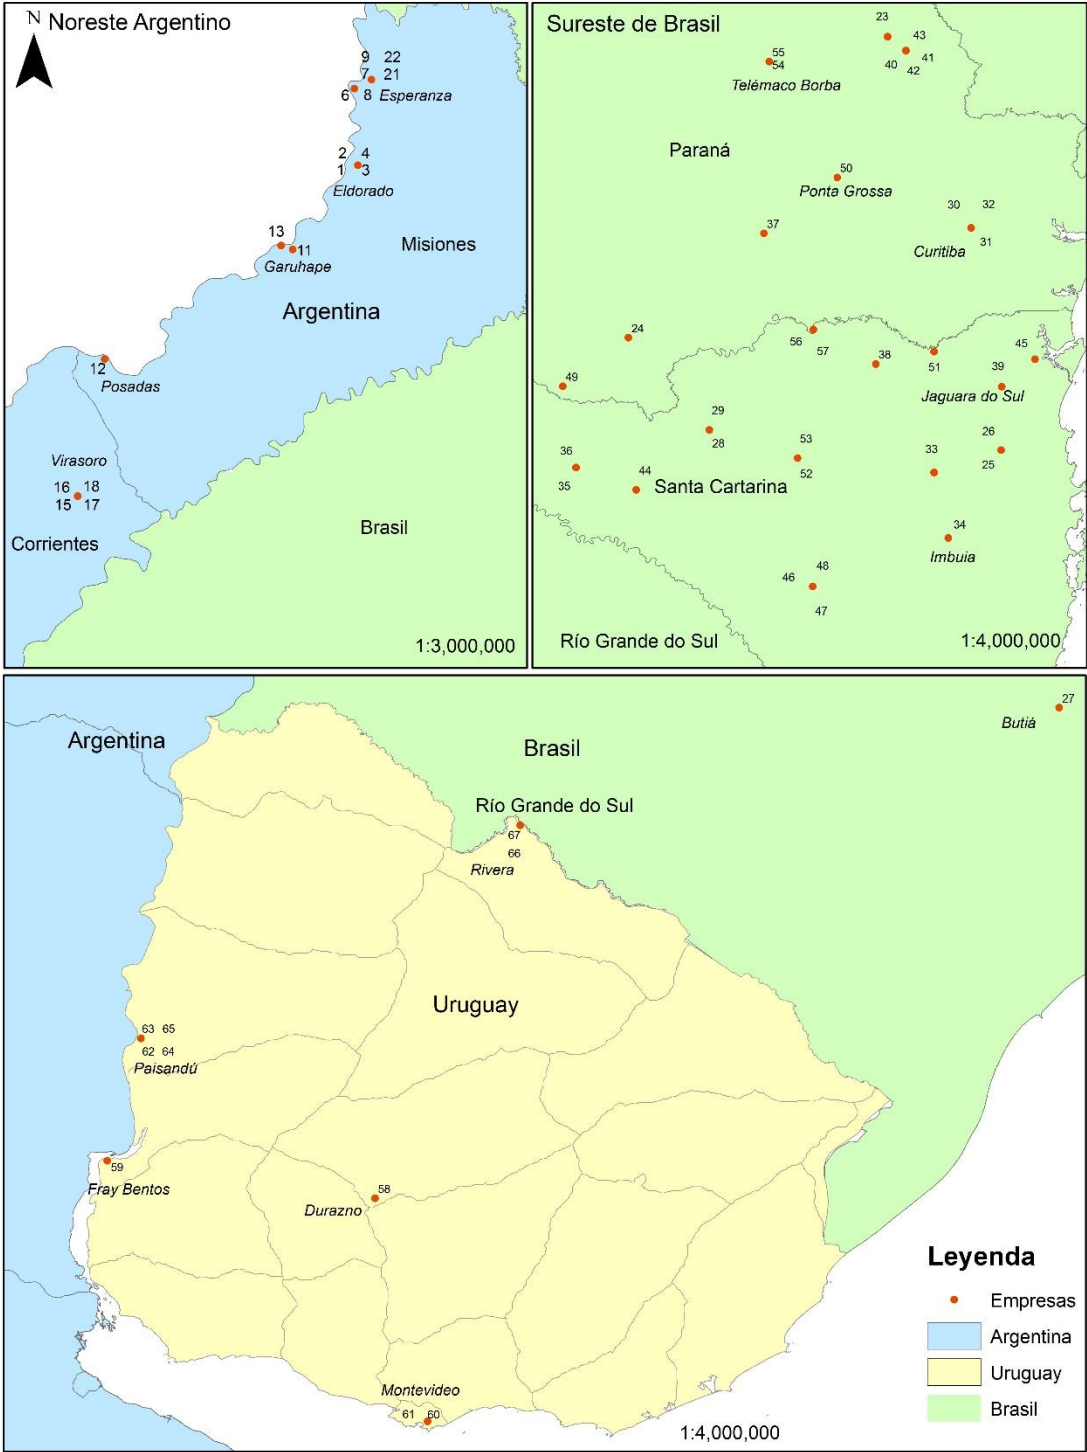 N
Noreste Argentino
9 22
7 21
6 8 Esperanza
2 4
1 3
Eldorado
13
11
Garuhape
Misiones
Argentina
12
Posadas
Virasoro
16 18
15 17
Corrientes
Brasil
1:3,000,000
Sureste de Brasil
23
43
41
40
42
55
54
Telémaco Borba
Paraná
50
Ponta Grossa
30 32
31
Curitiba
37
24
56
57
38
51
45
39
Jaguara do Sul
49
29
28
53
52
26
25
33
36
35
44
Santa Cartarina
34
Imbuia
46 48
47
Río Grande do Sul
1:4,000,000
Argentina
Brasil
27
Butiá
Río Grande do Sul
67
66
Rivera
Uruguay
63 65
62 64
Paisandú
59
Fray Bentos
58
Durazno
Montevideo
61 60
1:4,000,000
Leyenda
Empresas
Argentina
Uruguay
Brasil